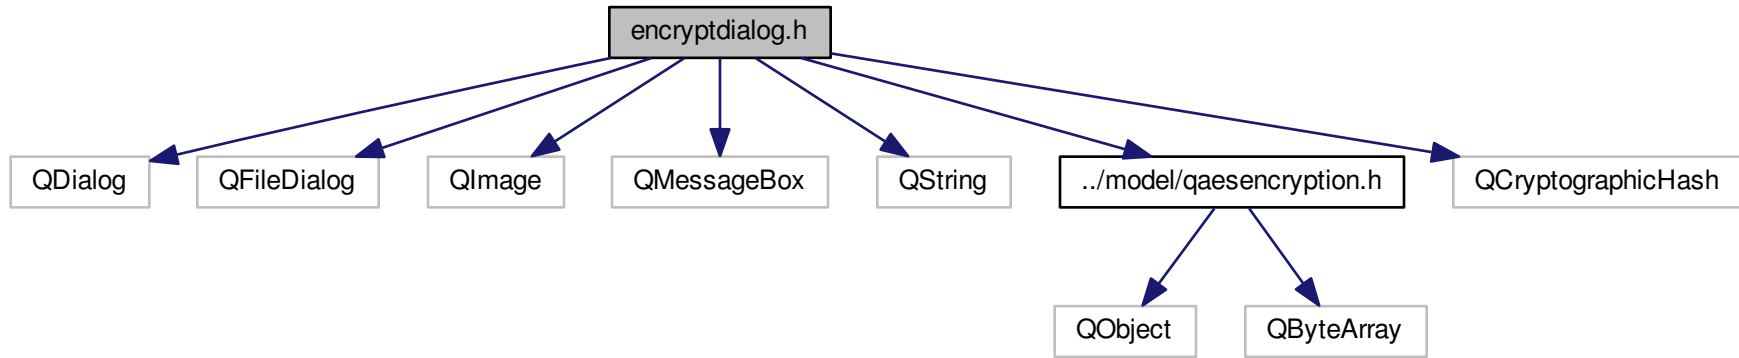 encryptdialog.h
QDialog
QFileDialog
QImage
QMessageBox
QString
../model/qaesencryption.h
QCryptographicHash
QObject
QByteArray